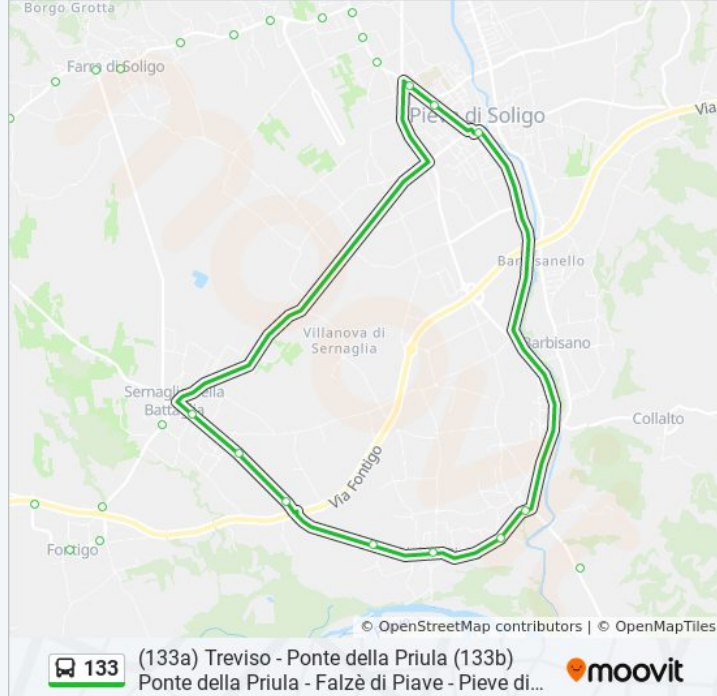 Borgo Grotta
Farra di Soligo
Pieve di Soligo
Via
Barbisanello
Villanova di
Sernaglia
Barbisano
Sernaglia della
Battaglia
Collalto
Via Fontigo
Fontigo
moovit
© OpenStreetMap contributors | © OpenMapTiles
133
(133a) Treviso - Ponte della Priula (133b)
Ponte della Priula - Falzè di Piave - Pieve di...
moovit